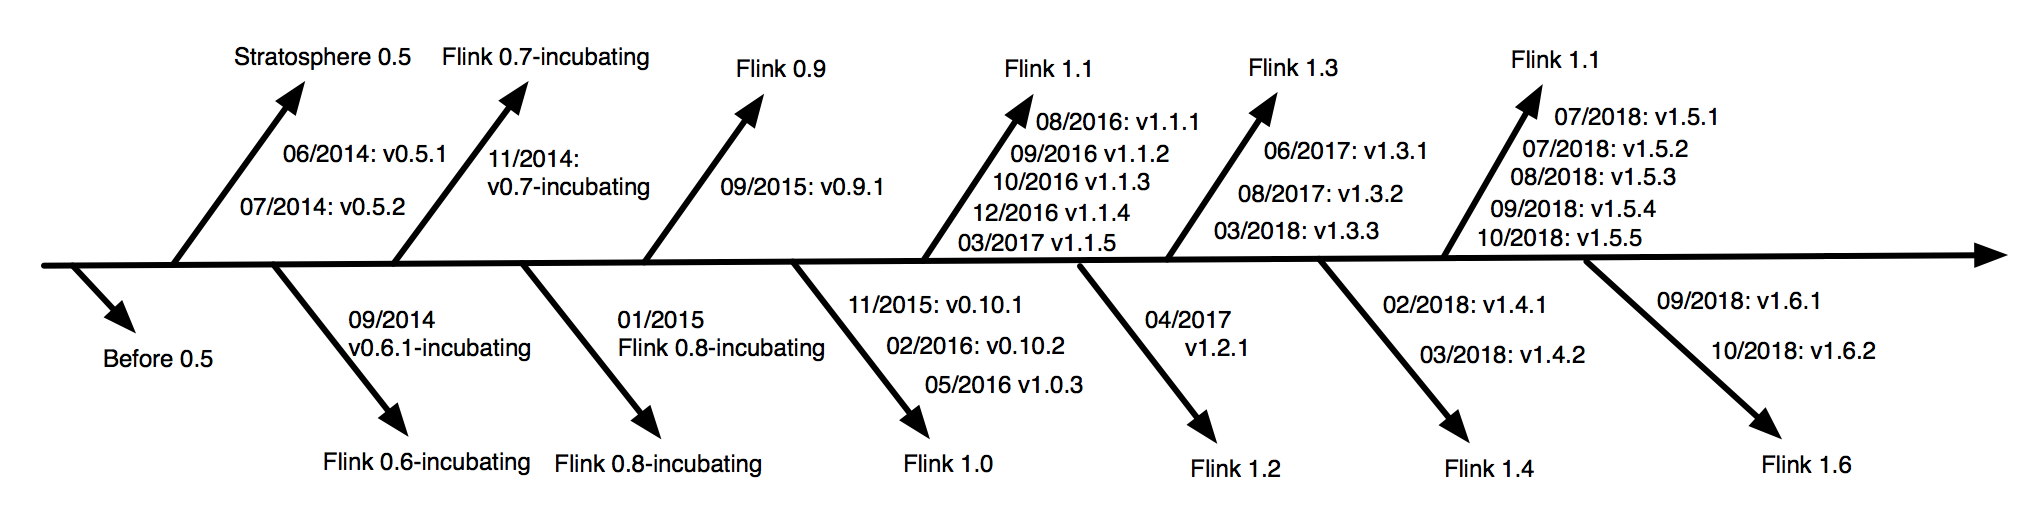 Stratosphere 0.5
06/2014: v0.5.1
07/2014: v0.5.2
Flink 0.7-incubating
11/2014:
v0.7-incubating
Flink 0.9
09/2015: v0.9.1
Flink 1.1
08/2016: v1.1.1
09/2016 v1.1.2
10/2016 v1.1.3
12/2016 v1.1.4
03/2017 v1.1.5
Flink 1.3
06/2017: v1.3.1
08/2017: v1.3.2
03/2018: v1.3.3
Flink 1.1
07/2018: v1.5.1
07/2018: v1.5.2
08/2018: v1.5.3
09/2018: v1.5.4
10/2018: v1.5.5
Before 0.5
09/2014
v0.6.1-incubating
Flink 0.6-incubating
01/2015
Flink 0.8-incubating
Flink 0.8-incubating
11/2015: v0.10.1
02/2016: v0.10.2
05/2016 v1.0.3
Flink 1.0
04/2017
v1.2.1
Flink 1.2
02/2018: v1.4.1
03/2018: v1.4.2
Flink 1.4
09/2018: v1.6.1
10/2018: v1.6.2
Flink 1.6